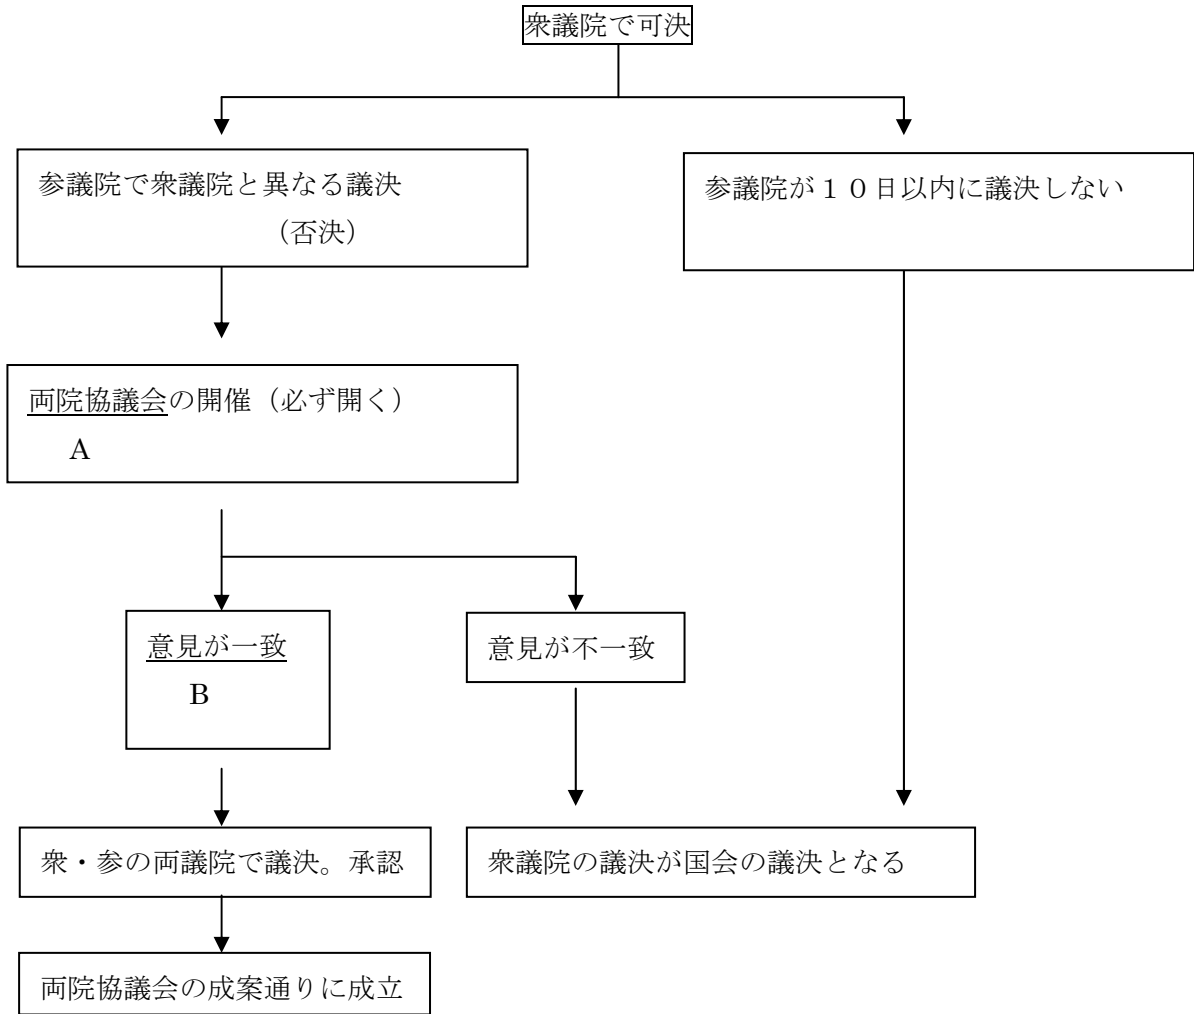 衆議院で可決
参議院で衆議院と異なる議決
（否決）
参議院が１０日以内に議決しない
両院協議会の開催（必ず開く）
A
意見が一致
B
意見が不一致
衆・参の両議院で議決。承認
衆議院の議決が国会の議決となる
両院協議会の成案通りに成立